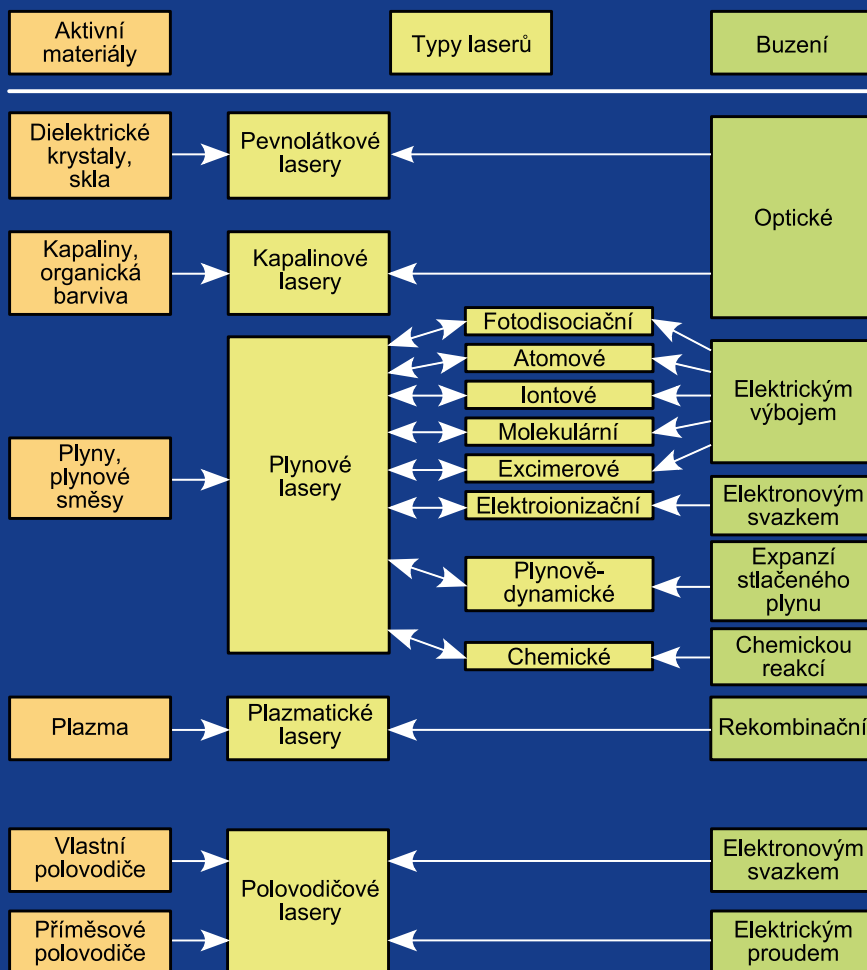 Aktivní
materiály
Typy laserů
Buzení
Dielektrické
krystaly,
skla
Pevnolátkové
lasery
Optické
Kapaliny,
organická
barviva
Kapalinové
lasery
Plyny,
plynové
směsy
Plynové
lasery
Fotodisociační
Atomové
Iontové
Molekulární
Excimerové
Elektroionizační
Plynově-
dynamické
Chemické
Elektrickým
výbojem
Elektronovým
svazkem
Expanzí
stlačeného
plynu
Chemickou
reakcí
Plazma
Plazmatické
lasery
Rekombinační
Vlastní
polovodiče
Příměsové
polovodiče
Polovodičové
lasery
Elektronovým
svazkem
Elektrickým
proudem